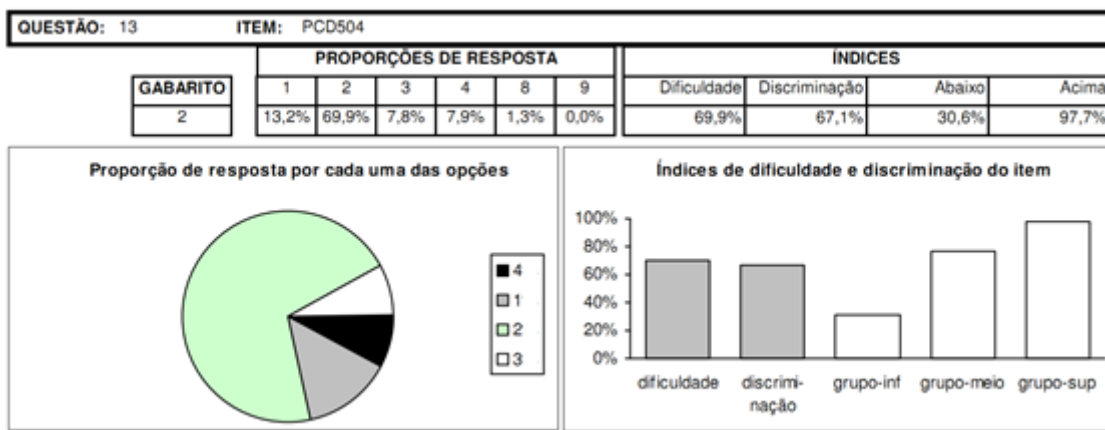 QUESTÃO: 13 ITEM: PCD504
PROPORÇÕES DE RESPOSTA ÍNDICES
GABARITO 1 2 3 4 8 9 Dificuldade Discriminação Abaixo Acima
2 13,2% 69,9% 7,8% 7,9% 1,3% 0,0% 69,9% 67,1% 30,6% 97,7%
Proporção de resposta por cada uma das opções
4
1
2
3
Índices de dificuldade e discriminação do item
100%
80%
60%
40%
20%
0%
dificuldade discrimi- grupo-inf grupo-meio grupo-sup
nação